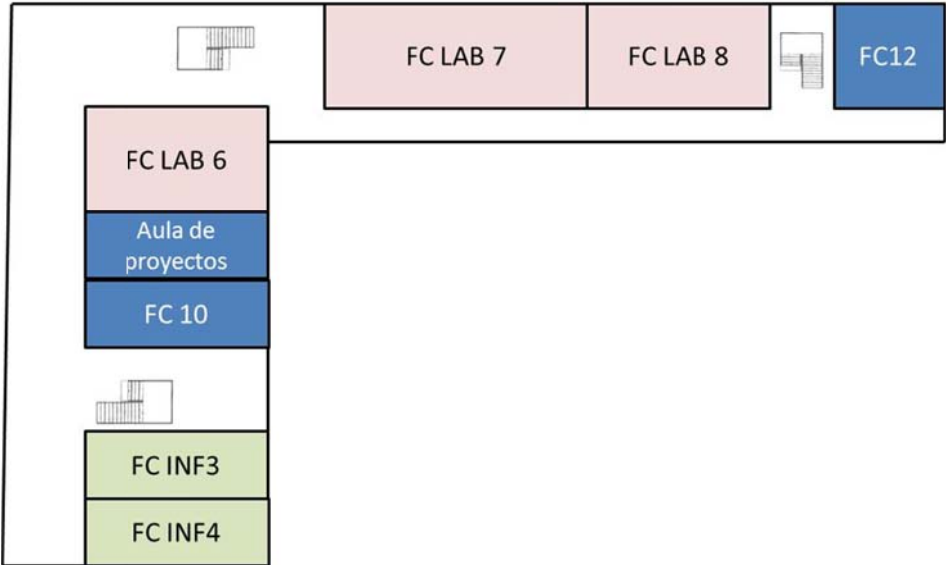 FC LAB 7
FC LAB 8
FC12
FC LAB 6
Aula de
proyectos
FC 10
FC INF3
FC INF4